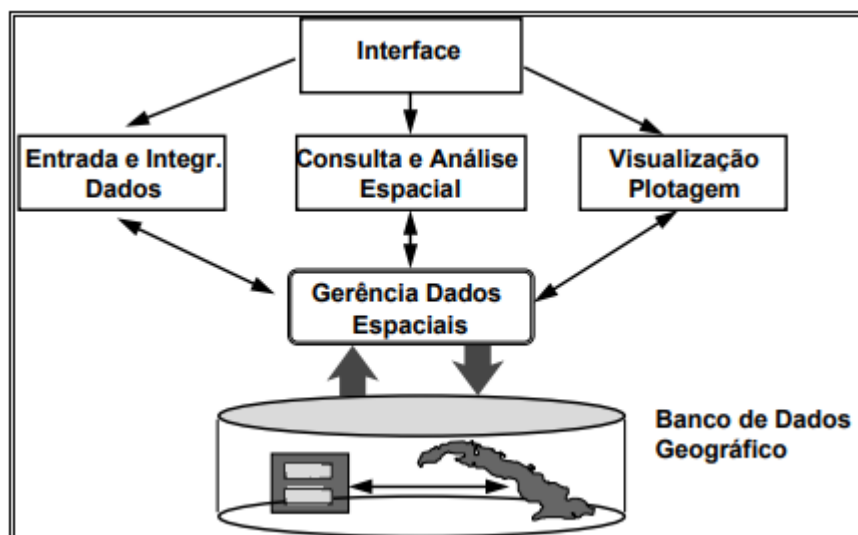 Interface
Entrada e Integr.
Dados
Consulta e Análise
Espacial
Visualização
Plotagem
Gerência Dados
Espaciais
Banco de Dados
Geográfico